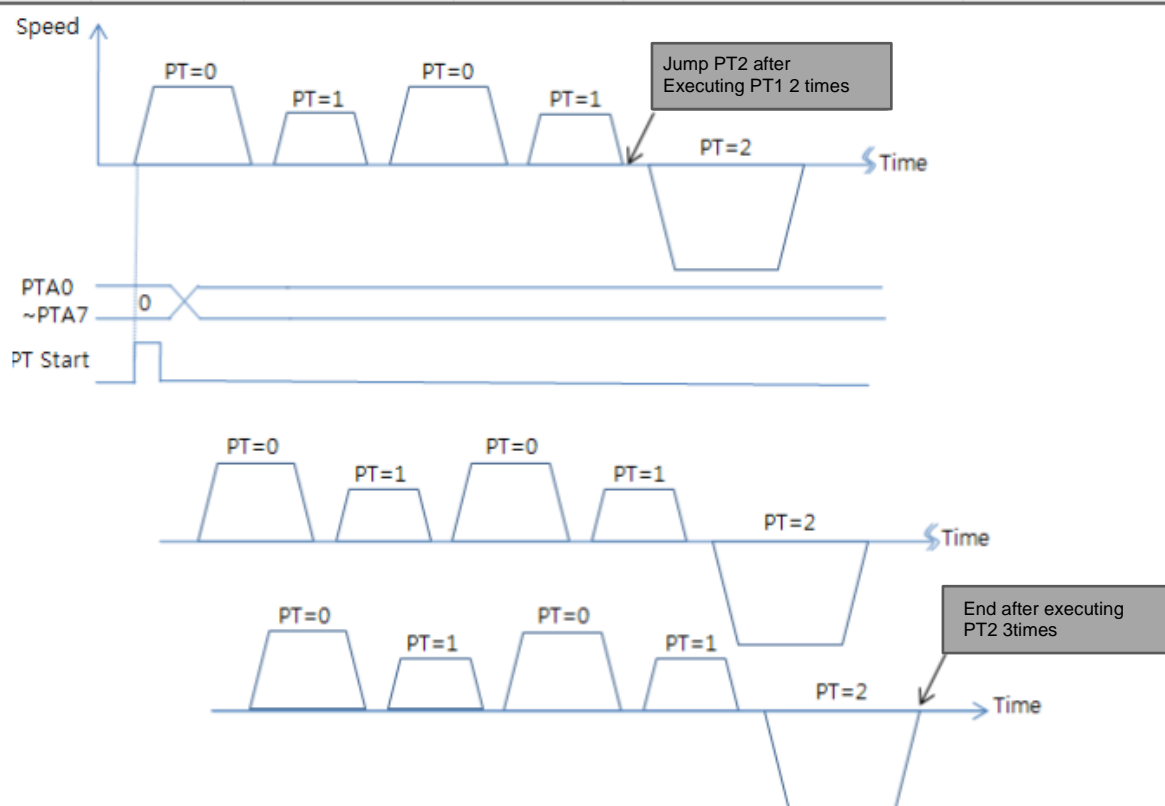 Speed
PT=0
PT=1
PT=0
PT=1
Jump PT2 after
Executing PT1 2 times
PT=2
Time
PTA0
~PTA7
0
PT Start
PT=0
PT=1
PT=0
PT=1
PT=2
Time
PT=0
PT=1
PT=0
PT=1
PT=2
End after executing
PT2 3times
Time